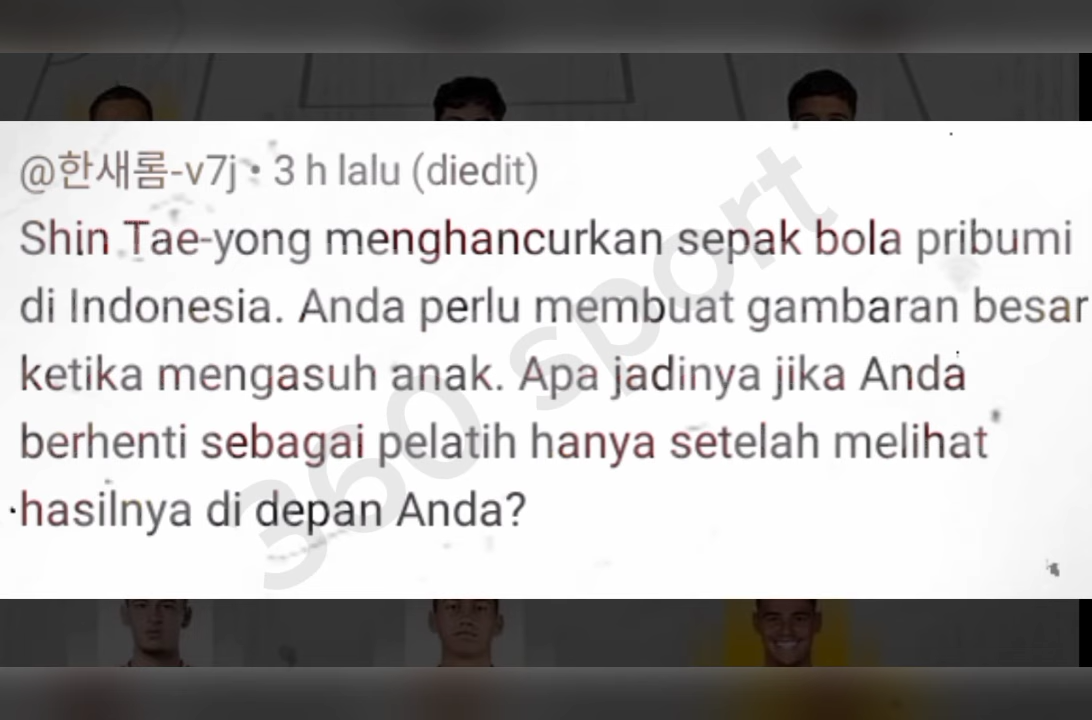 @한새롬-v7j • 3 h lalu (diedit)
Shin Tae-yong menghancurkan sepak bola pribumi
di Indonesia. Anda perlu membuat gambaran besar
ketika mengasuh anak. Apa jadinya jika Anda
berhenti sebagai pelatih hanya setelah melihat
hasilnya di depan Anda?
360 sport